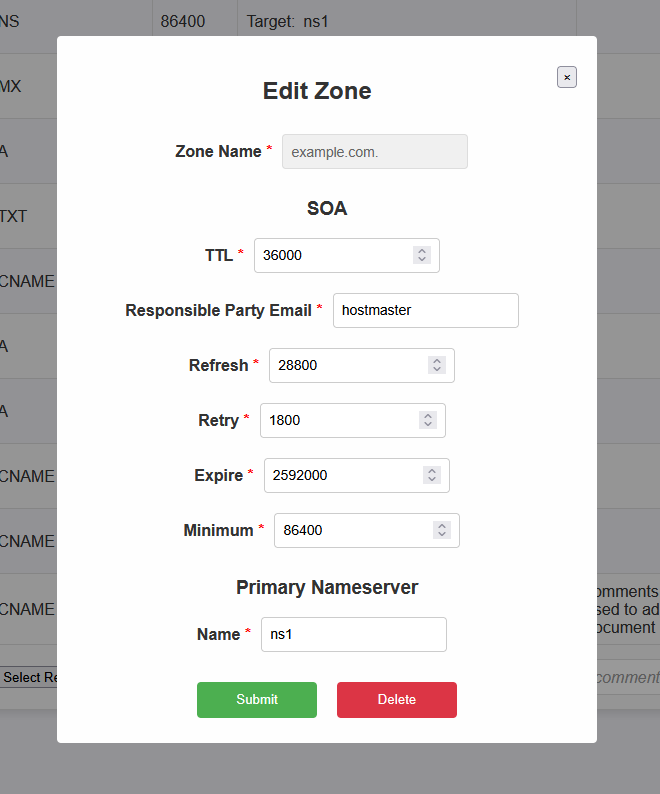 NS 86400 Target: ns1
MX
A
TXT
CNAME
A
A
CNAME
CNAME
CNAME
Select Re
×
Edit Zone
Zone Name * example.com.
SOA
TTL * 36000
Responsible Party Email * hostmaster
Refresh * 28800
Retry * 1800
Expire * 2592000
Minimum * 86400
Primary Nameserver
Name * ns1
Submit Delete
omments
sed to ad
ocument
comment